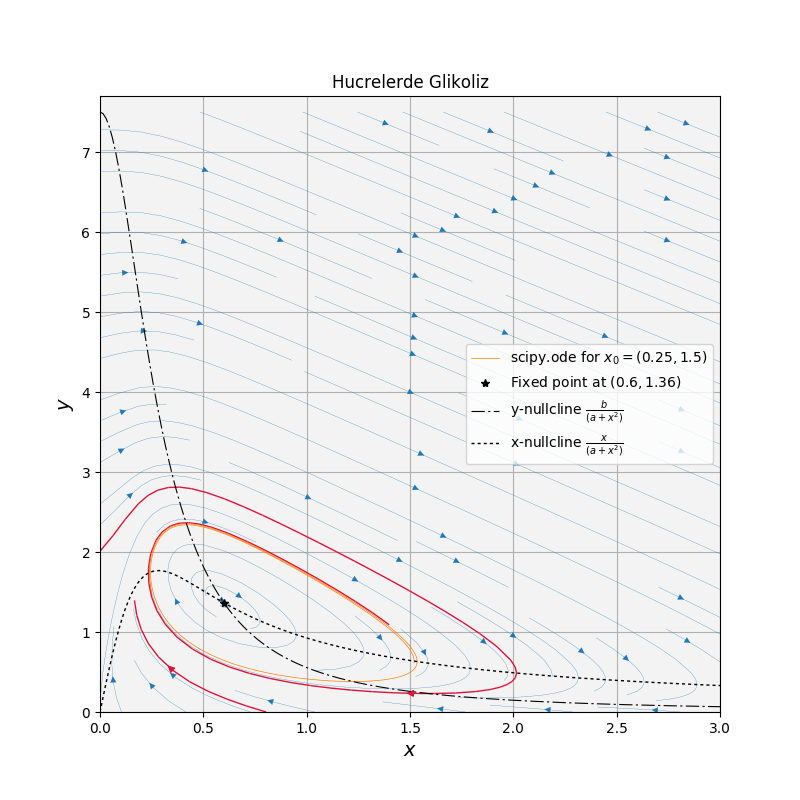 Hucrelerde Glikoliz
y
7
6
5
4
3
2
1
0
scipy.ode for x₀ = (0.25, 1.5)
Fixed point at (0.6, 1.36)
y-nullcline b/(a+x²)
x-nullcline x/(a+x²)
0.0 0.5 1.0 1.5 2.0 2.5 3.0
x